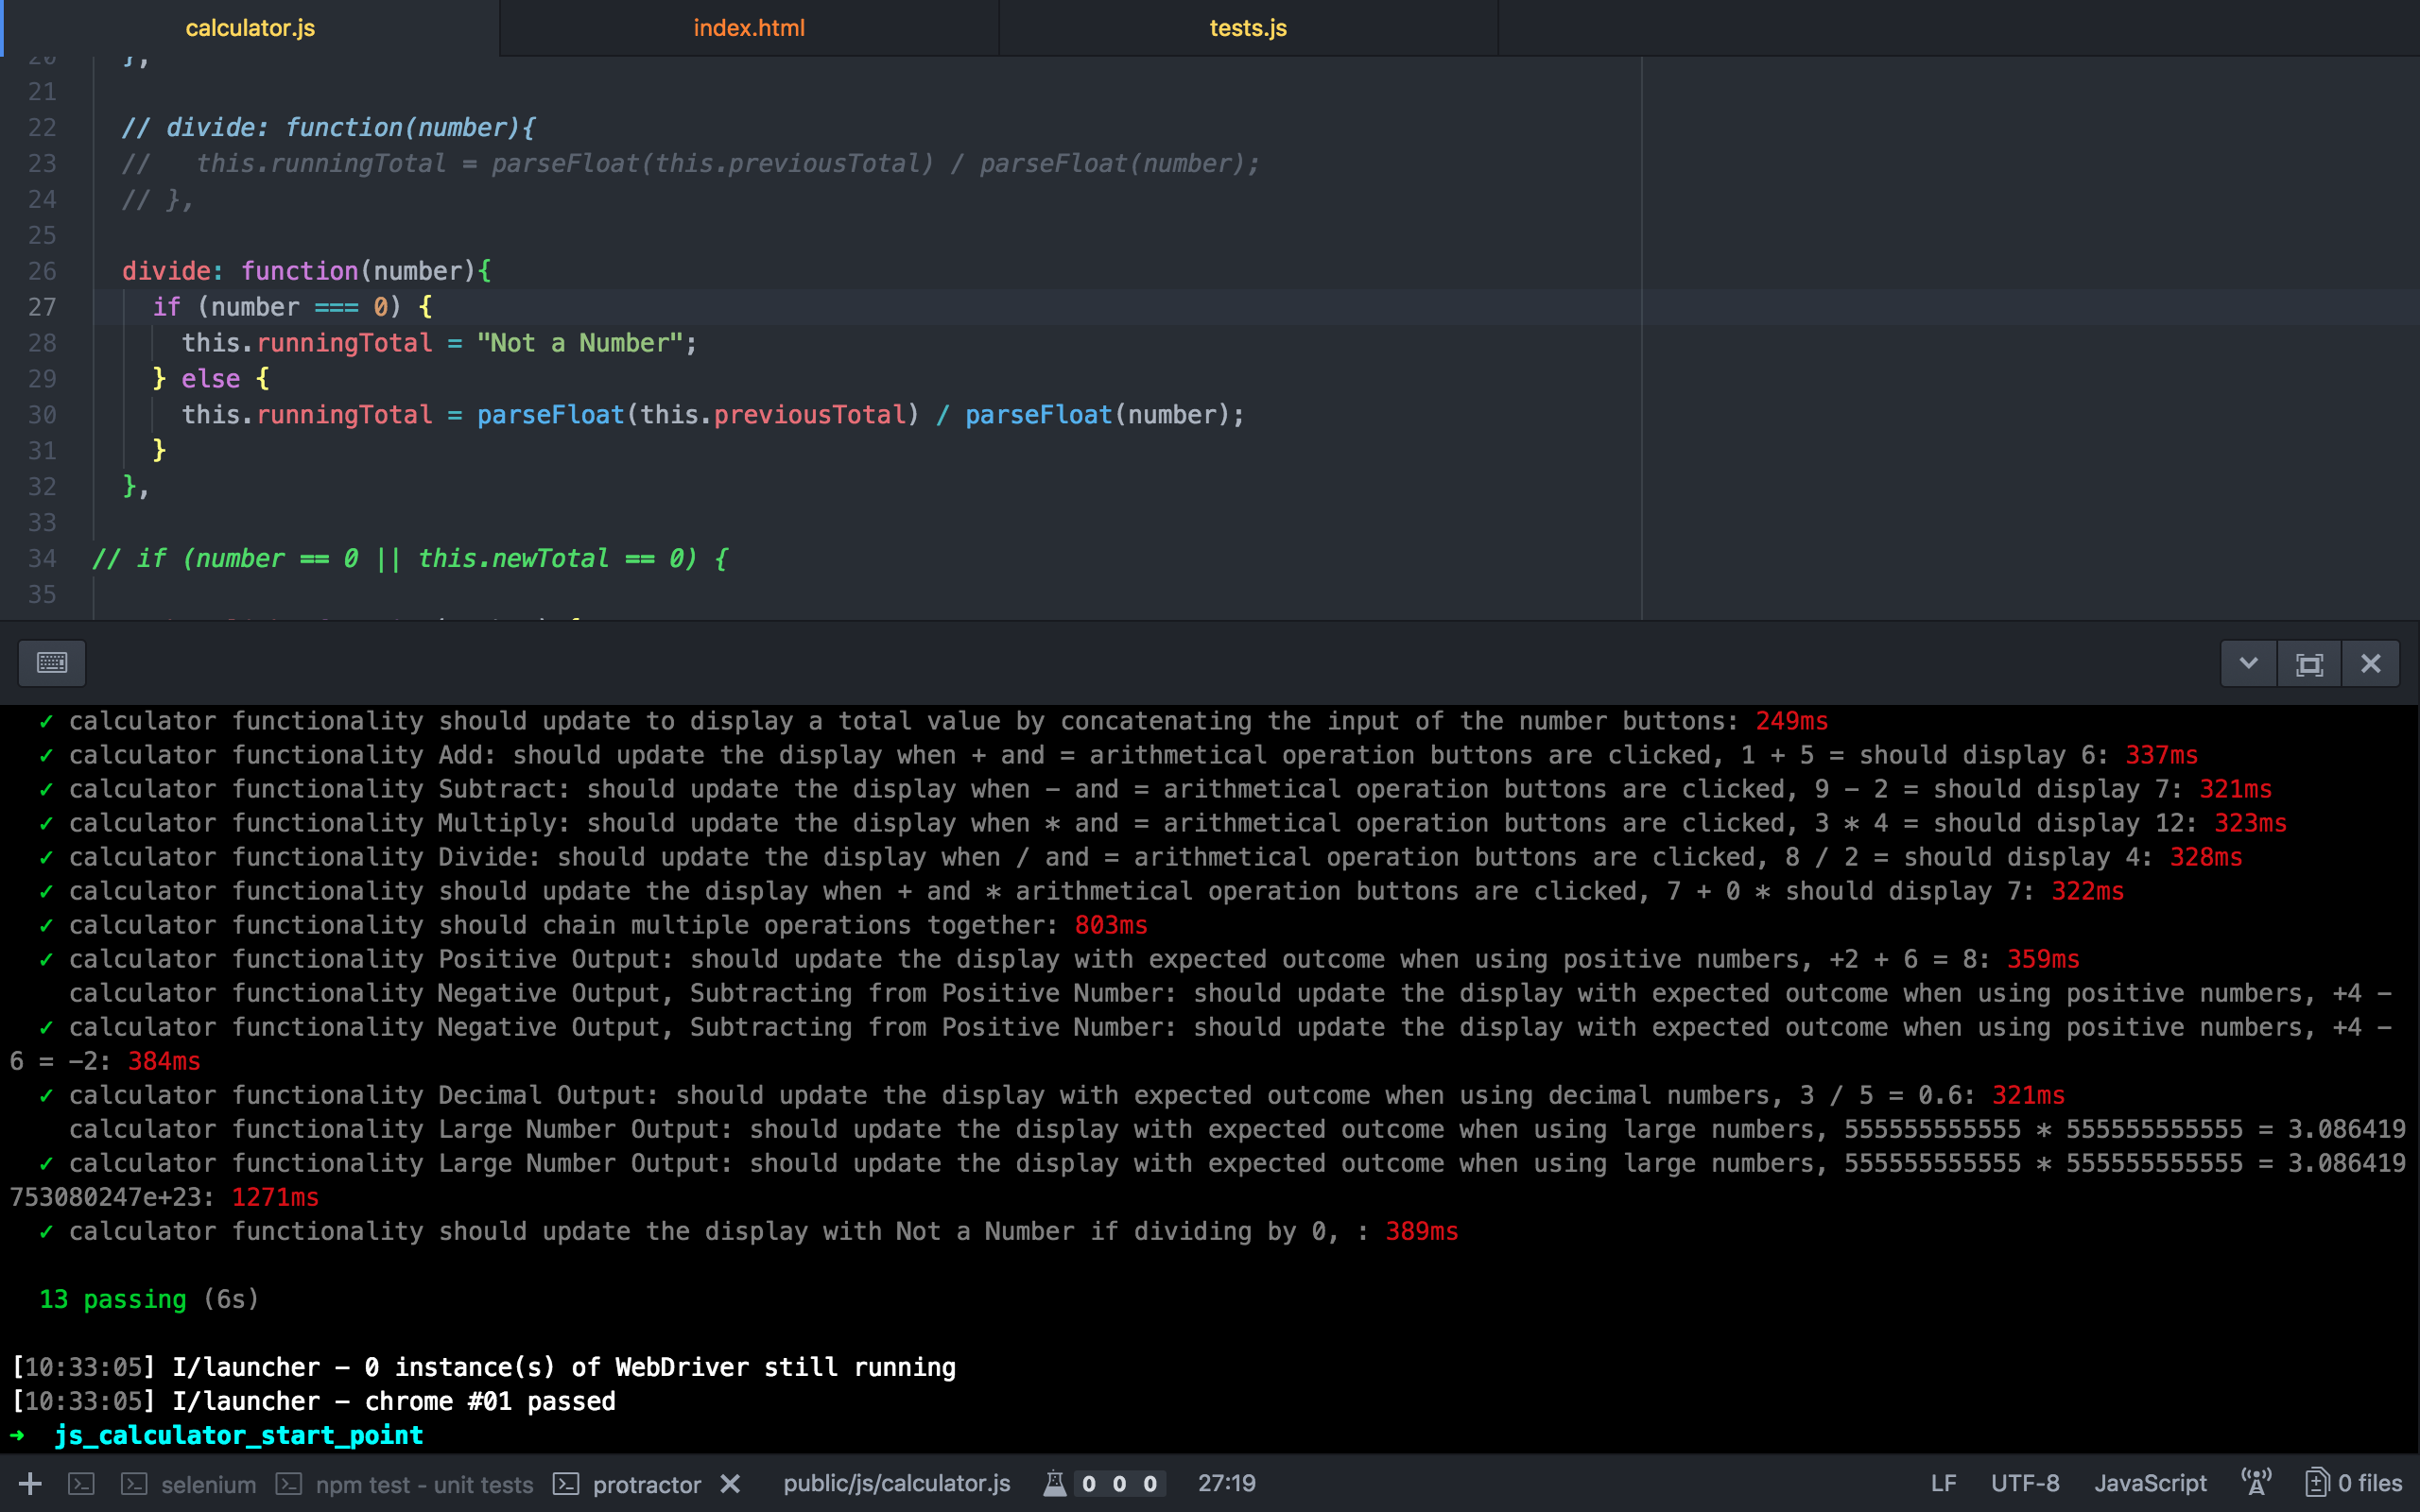 calculator.js index.html tests.js
20 },
21
22 // divide: function(number){
23 //   this.runningTotal = parseFloat(this.previousTotal) / parseFloat(number);
24 // },
25
26 divide: function(number){
27 if (number === 0) {
28 this.runningTotal = "Not a Number";
29 } else {
30 this.runningTotal = parseFloat(this.previousTotal) / parseFloat(number);
31 }
32 },
33
34 // if (number == 0 || this.newTotal == 0) {
35
✓ calculator functionality should update to display a total value by concatenating the input of the number buttons: 249ms
✓ calculator functionality Add: should update the display when + and = arithmetical operation buttons are clicked, 1 + 5 = should display 6: 337ms
✓ calculator functionality Subtract: should update the display when - and = arithmetical operation buttons are clicked, 9 - 2 = should display 7: 321ms
✓ calculator functionality Multiply: should update the display when * and = arithmetical operation buttons are clicked, 3 * 4 = should display 12: 323ms
✓ calculator functionality Divide: should update the display when / and = arithmetical operation buttons are clicked, 8 / 2 = should display 4: 328ms
✓ calculator functionality should update the display when + and * arithmetical operation buttons are clicked, 7 + 0 * should display 7: 322ms
✓ calculator functionality should chain multiple operations together: 803ms
✓ calculator functionality Positive Output: should update the display with expected outcome when using positive numbers, +2 + 6 = 8: 359ms
calculator functionality Negative Output, Subtracting from Positive Number: should update the display with expected outcome when using positive numbers, +4 -
✓ calculator functionality Negative Output, Subtracting from Positive Number: should update the display with expected outcome when using positive numbers, +4 -
6 = -2: 384ms
✓ calculator functionality Decimal Output: should update the display with expected outcome when using decimal numbers, 3 / 5 = 0.6: 321ms
calculator functionality Large Number Output: should update the display with expected outcome when using large numbers, 555555555555 * 555555555555 = 3.086419
✓ calculator functionality Large Number Output: should update the display with expected outcome when using large numbers, 555555555555 * 555555555555 = 3.086419
753080247e+23: 1271ms
✓ calculator functionality should update the display with Not a Number if dividing by 0, : 389ms
13 passing (6s)
[10:33:05] I/launcher - 0 instance(s) of WebDriver still running
[10:33:05] I/launcher - chrome #01 passed
➜ js_calculator_start_point
selenium npm test - unit tests protractor public/js/calculator.js 0 0 0 27:19 LF UTF-8 JavaScript 0 files